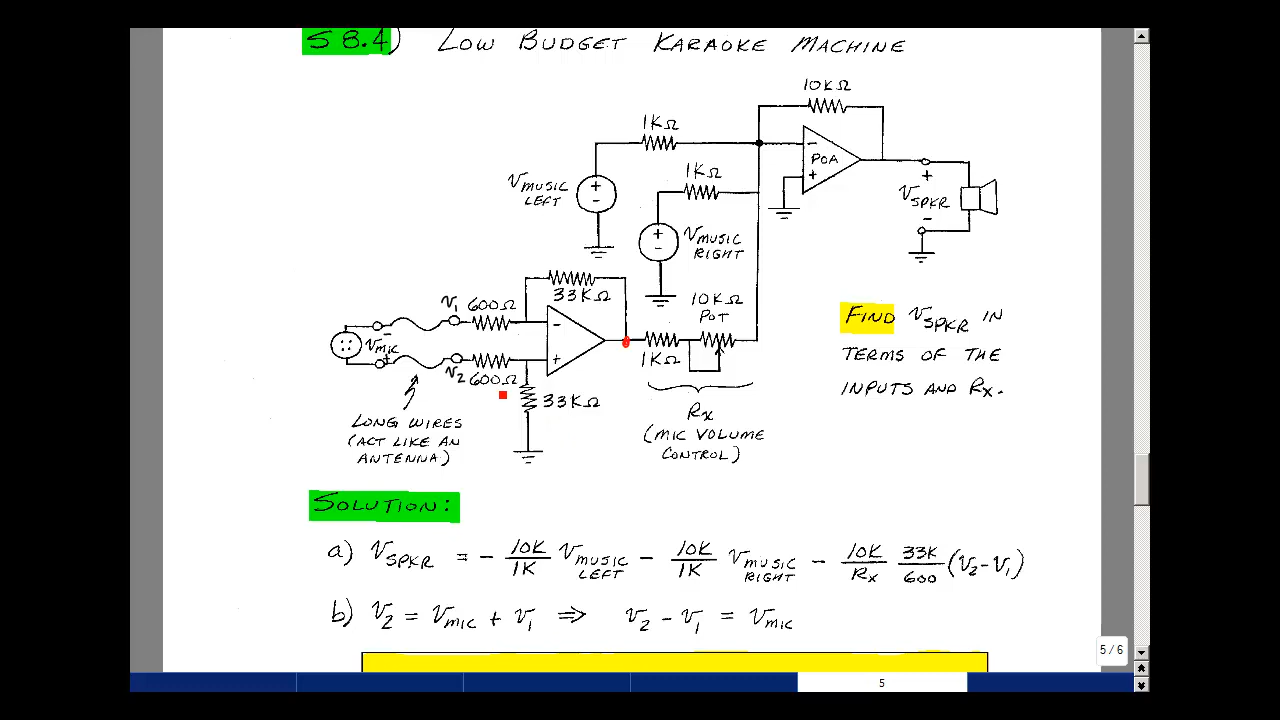 S 8.4) LOW BUDGET KARAOKE MACHINE
10KΩ
1KΩ
POA
+
-
1KΩ
VMUSIC LEFT
+
-
VSPKR
+
-
VMUSIC RIGHT
+
-
33KΩ
10KΩ POT
V1 600Ω
-
+
VMIC
-
+
1KΩ
V2 600Ω
33KΩ
RX
(MIC VOLUME CONTROL)
LONG WIRES
(ACT LIKE AN
ANTENNA)
FIND VSPKR IN
TERMS OF THE
INPUTS AND RX.
SOLUTION:
a) VSPKR = - 10K/1K VMUSIC LEFT - 10K/1K VMUSIC RIGHT - 10K/RX 33K/600 (V2 - V1)
b) V2 = VMIC + V1 ⇒ V2 - V1 = VMIC
5 / 6
5